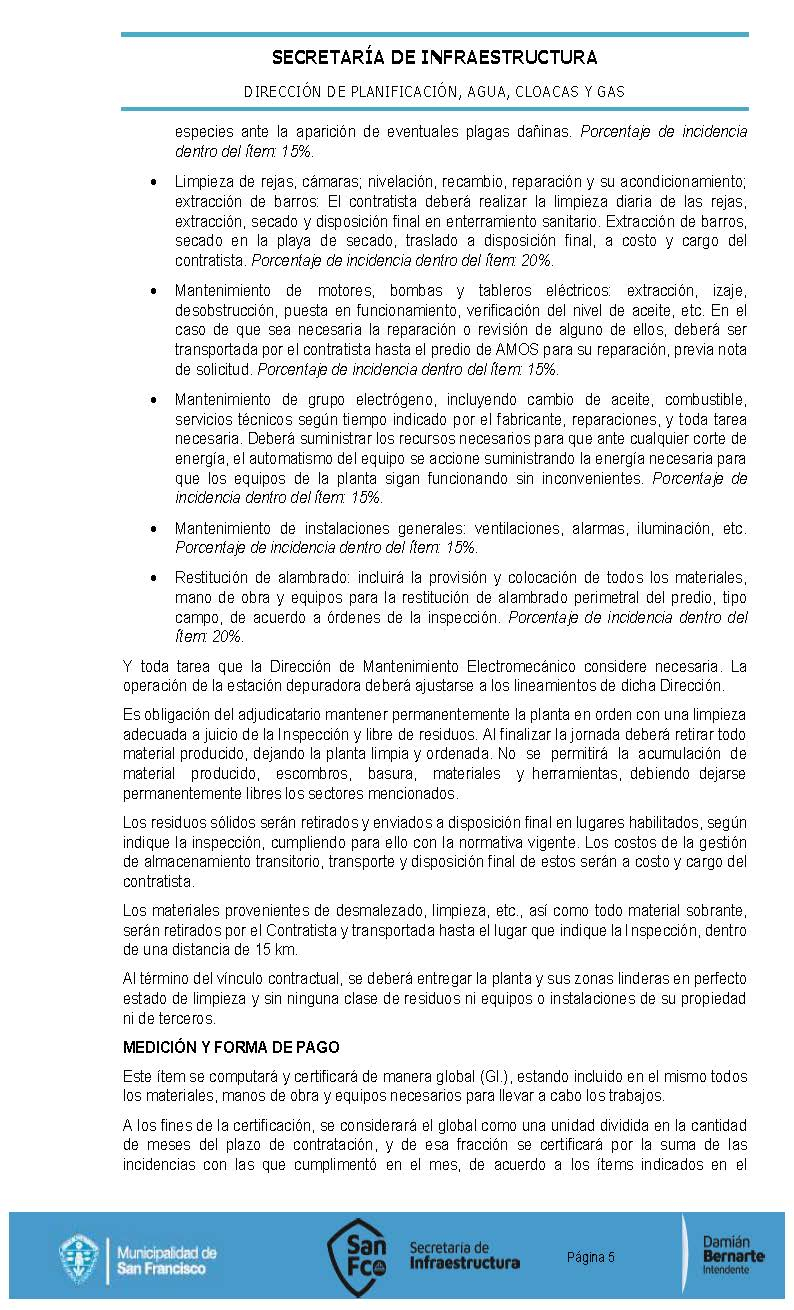 SECRETARÍA DE INFRAESTRUCTURA
DIRECCIÓN DE PLANIFICACIÓN, AGUA, CLOACAS Y GAS
especies ante la aparición de eventuales plagas dañinas. Porcentaje de incidencia
dentro del Ítem: 15%.
• Limpieza de rejas, cámaras; nivelación, recambio, reparación y su acondicionamiento;
extracción de barros: El contratista deberá realizar la limpieza diaria de las rejas,
extracción, secado y disposición final en enterramiento sanitario. Extracción de barros,
secado en la playa de secado, traslado a disposición final, a costo y cargo del
contratista. Porcentaje de incidencia dentro del Ítem: 20%.
• Mantenimiento de motores, bombas y tableros eléctricos: extracción, izaje,
desobstrucción, puesta en funcionamiento, verificación del nivel de aceite, etc. En el
caso de que sea necesaria la reparación o revisión de alguno de ellos, deberá ser
transportada por el contratista hasta el predio de AMOS para su reparación, previa nota
de solicitud. Porcentaje de incidencia dentro del Ítem: 15%.
• Mantenimiento de grupo electrógeno, incluyendo cambio de aceite, combustible,
servicios técnicos según tiempo indicado por el fabricante, reparaciones, y toda tarea
necesaria. Deberá suministrar los recursos necesarios para que ante cualquier corte de
energía, el automatismo del equipo se accione suministrando la energía necesaria para
que los equipos de la planta sigan funcionando sin inconvenientes. Porcentaje de
incidencia dentro del Ítem: 15%.
• Mantenimiento de instalaciones generales: ventilaciones, alarmas, iluminación, etc.
Porcentaje de incidencia dentro del Ítem: 15%.
• Restitución de alambrado: incluirá la provisión y colocación de todos los materiales,
mano de obra y equipos para la restitución de alambrado perimetral del predio, tipo
campo, de acuerdo a órdenes de la inspección. Porcentaje de incidencia dentro del
Ítem: 20%.
Y toda tarea que la Dirección de Mantenimiento Electromecánico considere necesaria. La
operación de la estación depuradora deberá ajustarse a los lineamientos de dicha Dirección.
Es obligación del adjudicatario mantener permanentemente la planta en orden con una limpieza
adecuada a juicio de la Inspección y libre de residuos. Al finalizar la jornada deberá retirar todo
material producido, dejando la planta limpia y ordenada. No se permitirá la acumulación de
material producido, escombros, basura, materiales y herramientas, debiendo dejarse
permanentemente libres los sectores mencionados.
Los residuos sólidos serán retirados y enviados a disposición final en lugares habilitados, según
indique la inspección, cumpliendo para ello con la normativa vigente. Los costos de la gestión
de almacenamiento transitorio, transporte y disposición final de estos serán a costo y cargo del
contratista.
Los materiales provenientes de desmalezado, limpieza, etc., así como todo material sobrante,
serán retirados por el Contratista y transportada hasta el lugar que indique la Inspección, dentro
de una distancia de 15 km.
Al término del vínculo contractual, se deberá entregar la planta y sus zonas linderas en perfecto
estado de limpieza y sin ninguna clase de residuos ni equipos o instalaciones de su propiedad
ni de terceros.
MEDICIÓN Y FORMA DE PAGO
Este ítem se computará y certificará de manera global (Gl.), estando incluido en el mismo todos
los materiales, manos de obra y equipos necesarios para llevar a cabo los trabajos.
A los fines de la certificación, se considerará el global como una unidad dividida en la cantidad
de meses del plazo de contratación, y de esa fracción se certificará por la suma de las
incidencias con las que cumplimentó en el mes, de acuerdo a los ítems indicados en el
Municipalidad de
San Francisco
San
Fco
Secretaría de
Infraestructura
Página 5
Damián
Bernarte
Intendente